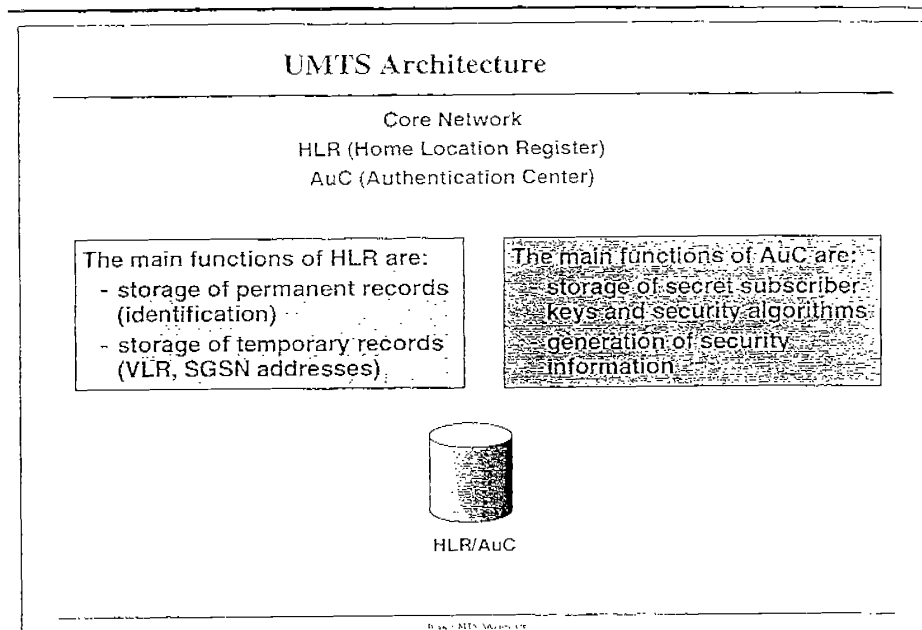 UMTS Architecture
Core Network
HLR (Home Location Register)
AuC (Authentication Center)
The main functions of HLR are:
- storage of permanent records
(identification)
- storage of temporary records
(VLR, SGSN addresses)
The main functions of AuC are:
- storage of secret subscriber
keys and security algorithms
generation of security
information
HLR/AuC